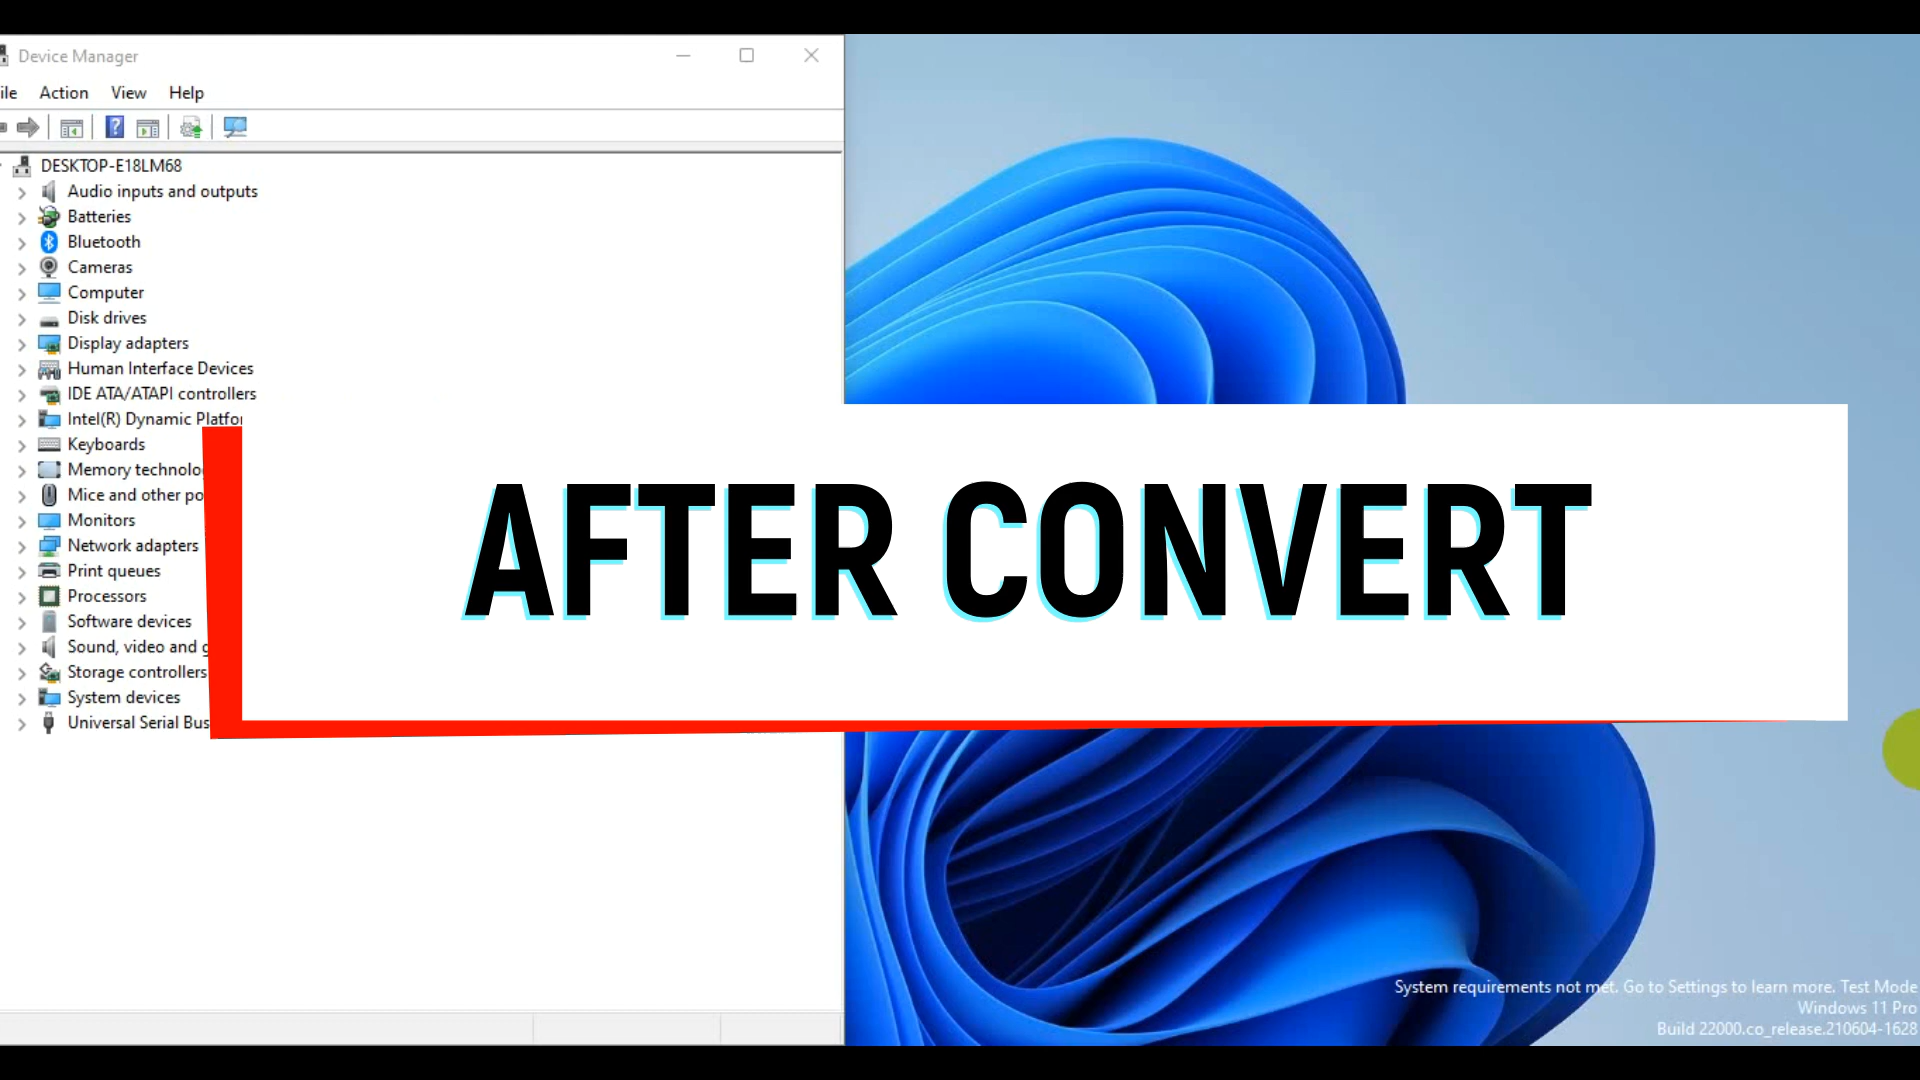 Device Manager
ile Action View Help
DESKTOP-E18LM68
Audio inputs and outputs
Batteries
Bluetooth
Cameras
Computer
Disk drives
Display adapters
Human Interface Devices
IDE ATA/ATAPI controllers
Intel(R) Dynamic Platfor
Keyboards
Memory technolo
Mice and other po
Monitors
Network adapters
Print queues
Processors
Software devices
Sound, video and g
Storage controllers
System devices
Universal Serial Bus
AFTER CONVERT
System requirements not met. Go to Settings to learn more. Test Mode
Windows 11 Pro
Build 22000.co_release.210604-1628